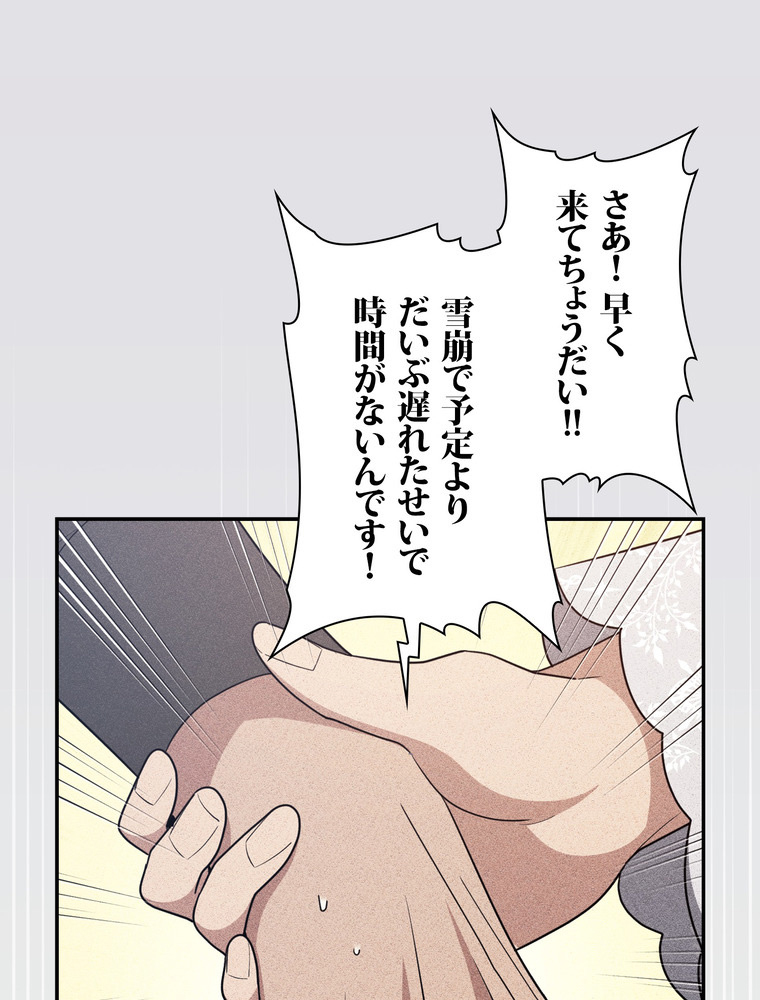 さあ！早く
来てちょうだい!!
雪崩で予定より
だいぶ遅れたせいで
時間がないんです！